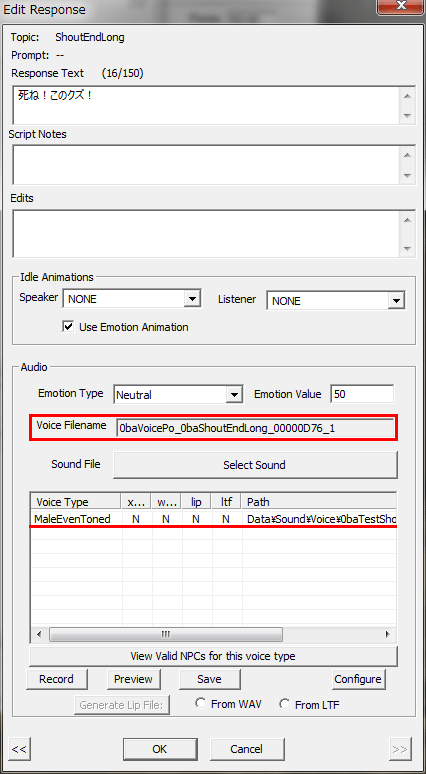 Edit Response
Topic: ShoutEndLong
Prompt: --
Response Text (16/150)
死ね！このクズ！
Script Notes
Edits
Idle Animations
Speaker NONE Listener NONE
Use Emotion Animation
Audio
Emotion Type Neutral Emotion Value 50
Voice Filename 0baVoicePo_0baShoutEndLong_00000D76_1
Sound File Select Sound
Voice Type x... w... lip ltf Path
MaleEvenToned N N N N Data¥Sound¥Voice¥0baTestSho
View Valid NPCs for this voice type
Record Preview Save Configure
Generate Lip File: From WAV From LTF
<< OK Cancel >>